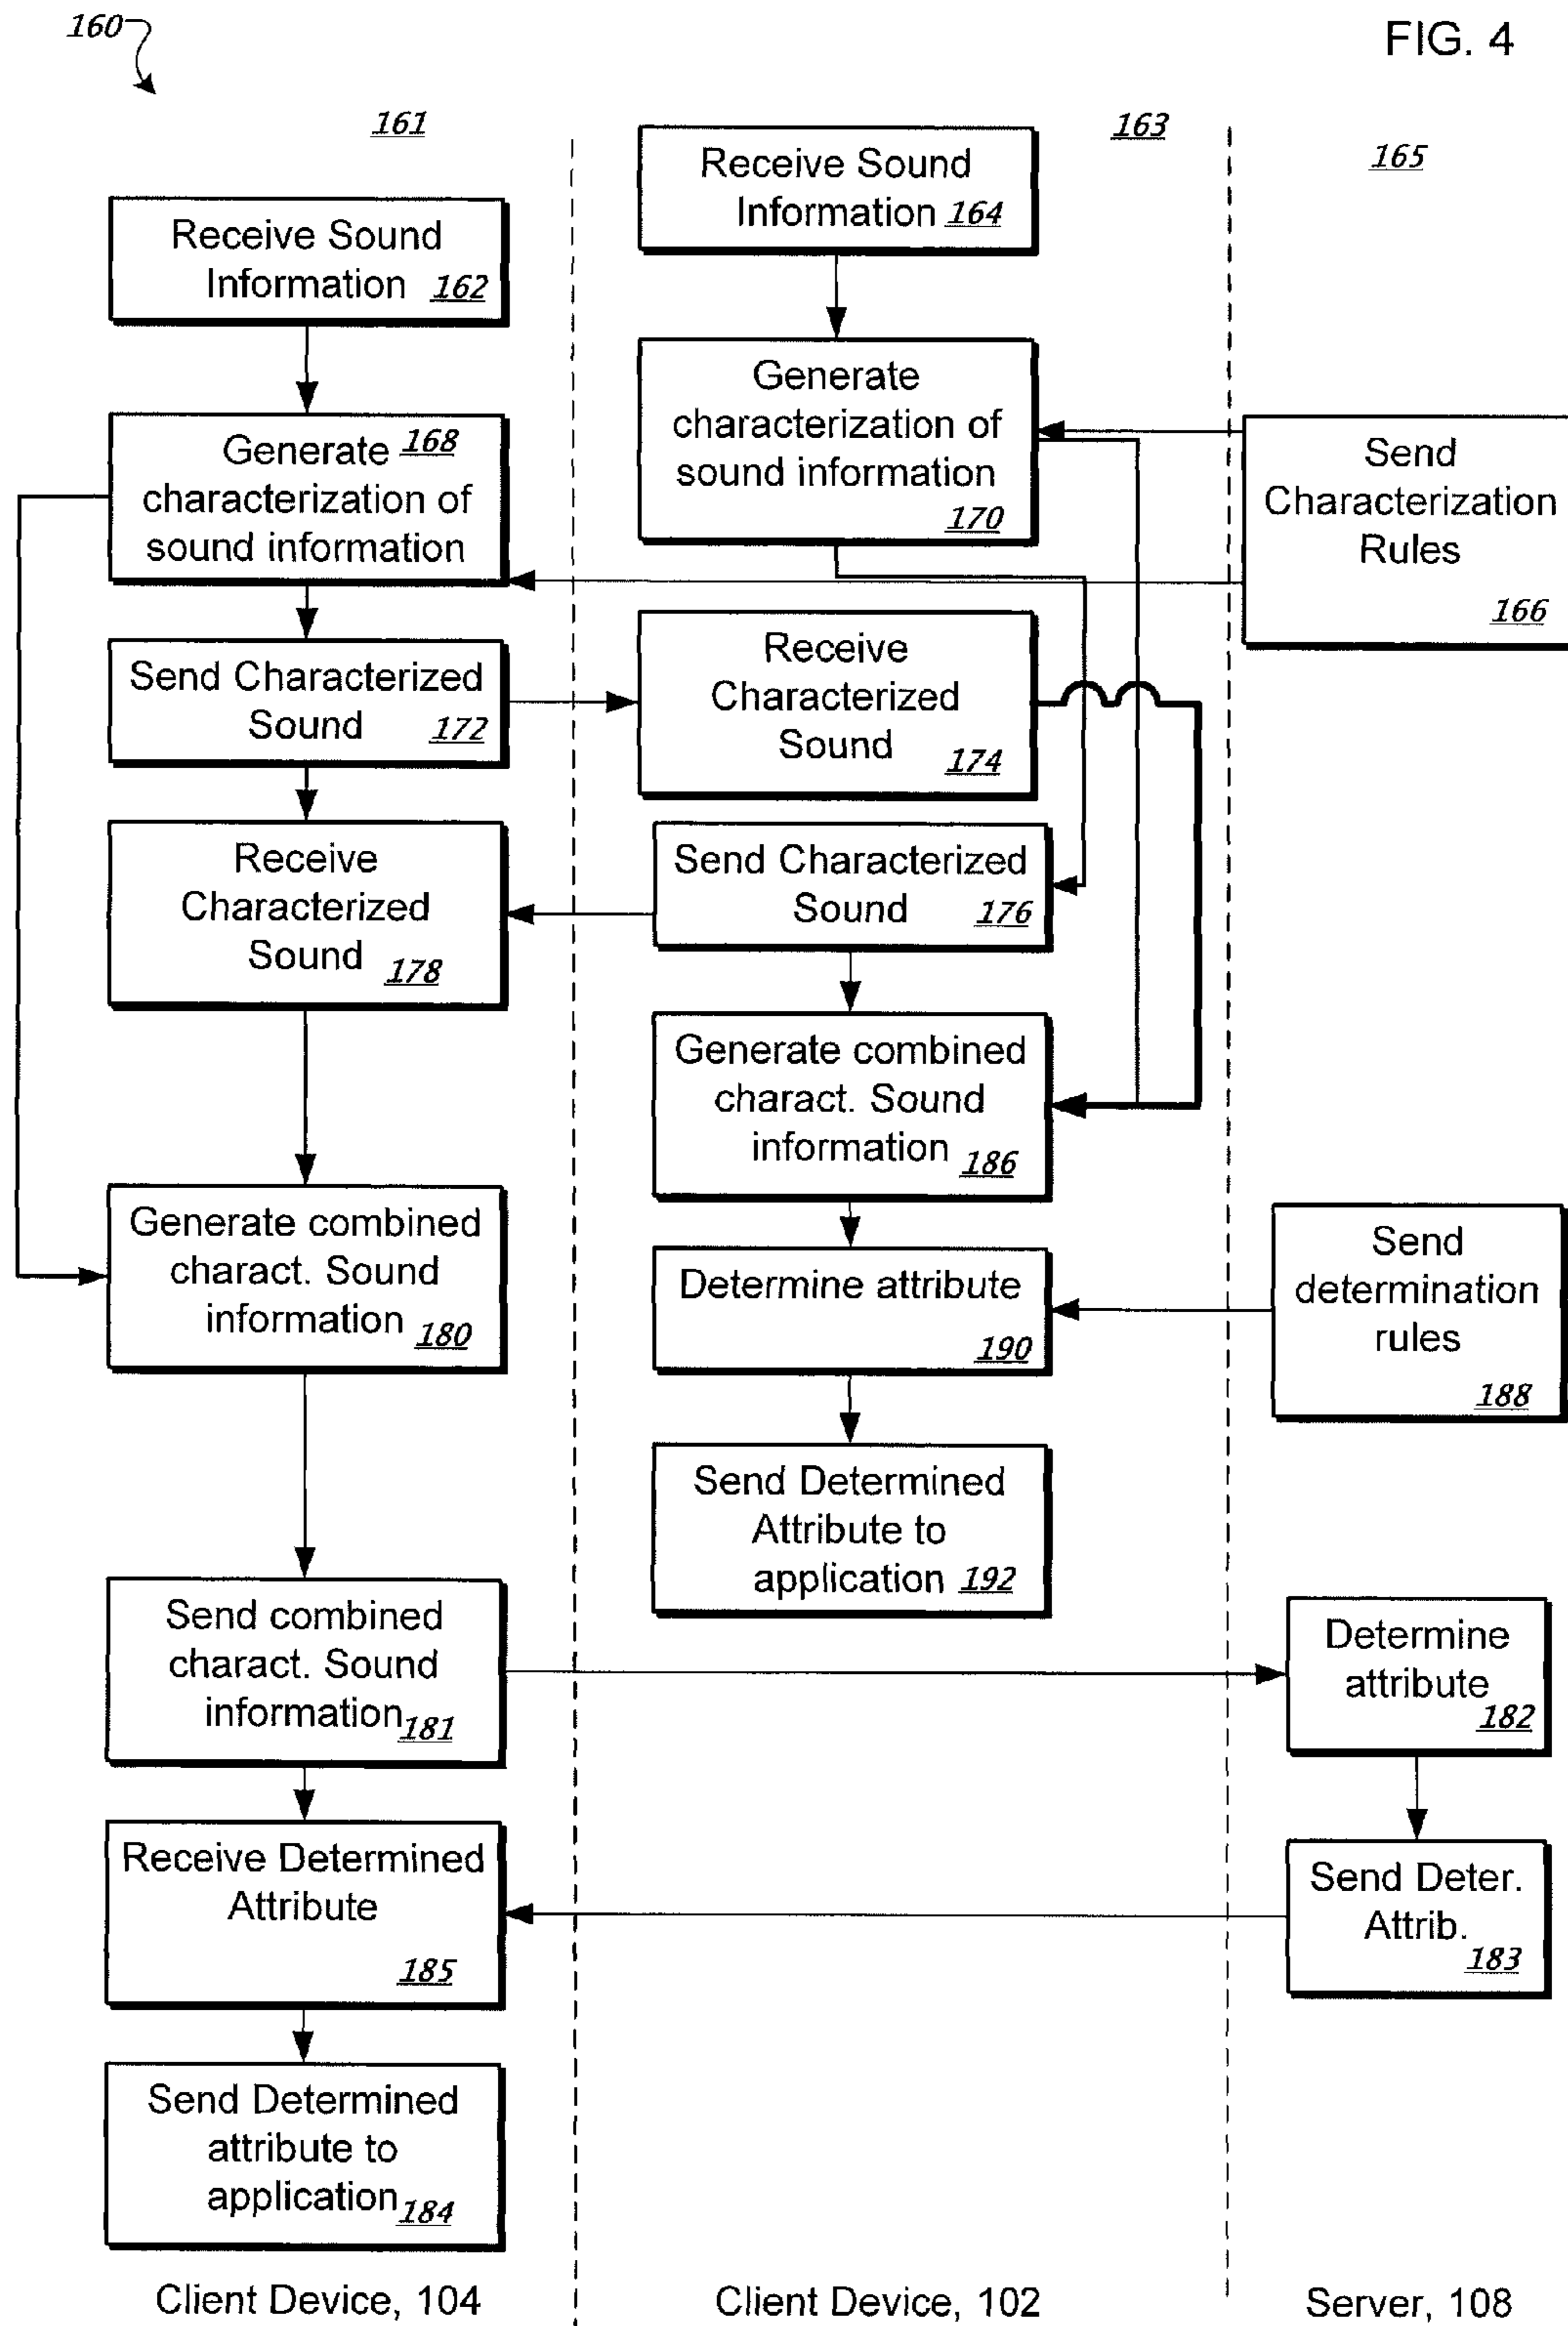 160
FIG. 4
161
163
165
Receive Sound
Information 162
Generate 168
characterization of
sound information
Send Characterized
Sound 172
Receive
Characterized
Sound 178
Generate combined
charact. Sound
information 180
Send combined
charact. Sound
information 181
Receive Determined
Attribute
185
Send Determined
attribute to
application 184
Client Device, 104
Receive Sound
Information 164
Generate
characterization of
sound information
170
Receive
Characterized
Sound 174
Send Characterized
Sound 176
Generate combined
charact. Sound
information 186
Determine attribute
190
Send Determined
Attribute to
application 192
Client Device, 102
Send
Characterization
Rules
166
Send
determination
rules
188
Determine
attribute
182
Send Deter.
Attrib.
183
Server, 108